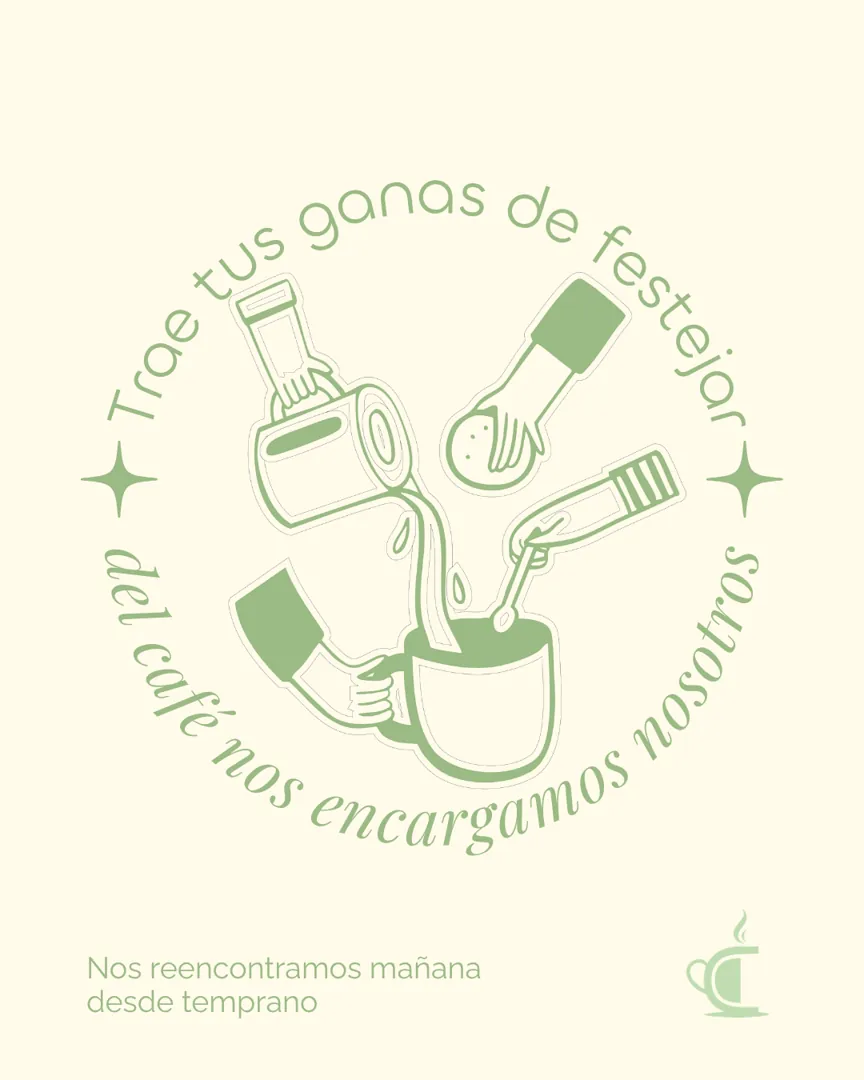 Trae tus ganas de festejar
del café nos encargamos nosotros
Nos reencontramos mañana
desde temprano